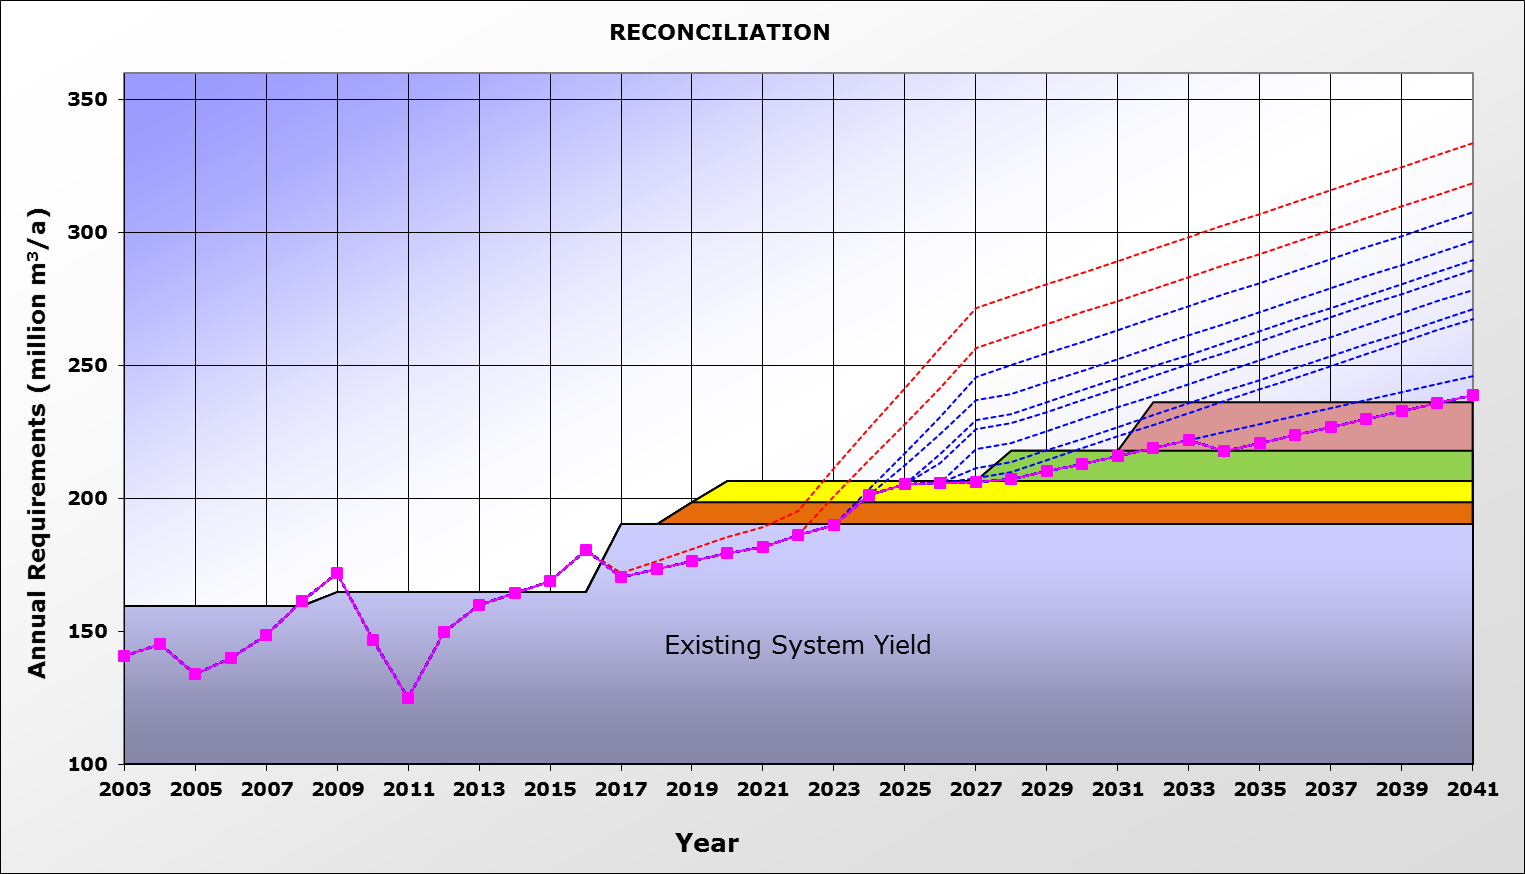 RECONCILIATION
Annual Requirements (million m³/a)
350
300
250
200
150
100
Existing System Yield
2003 2005 2007 2009 2011 2013 2015 2017 2019 2021 2023 2025 2027 2029 2031 2033 2035 2037 2039 2041
Year